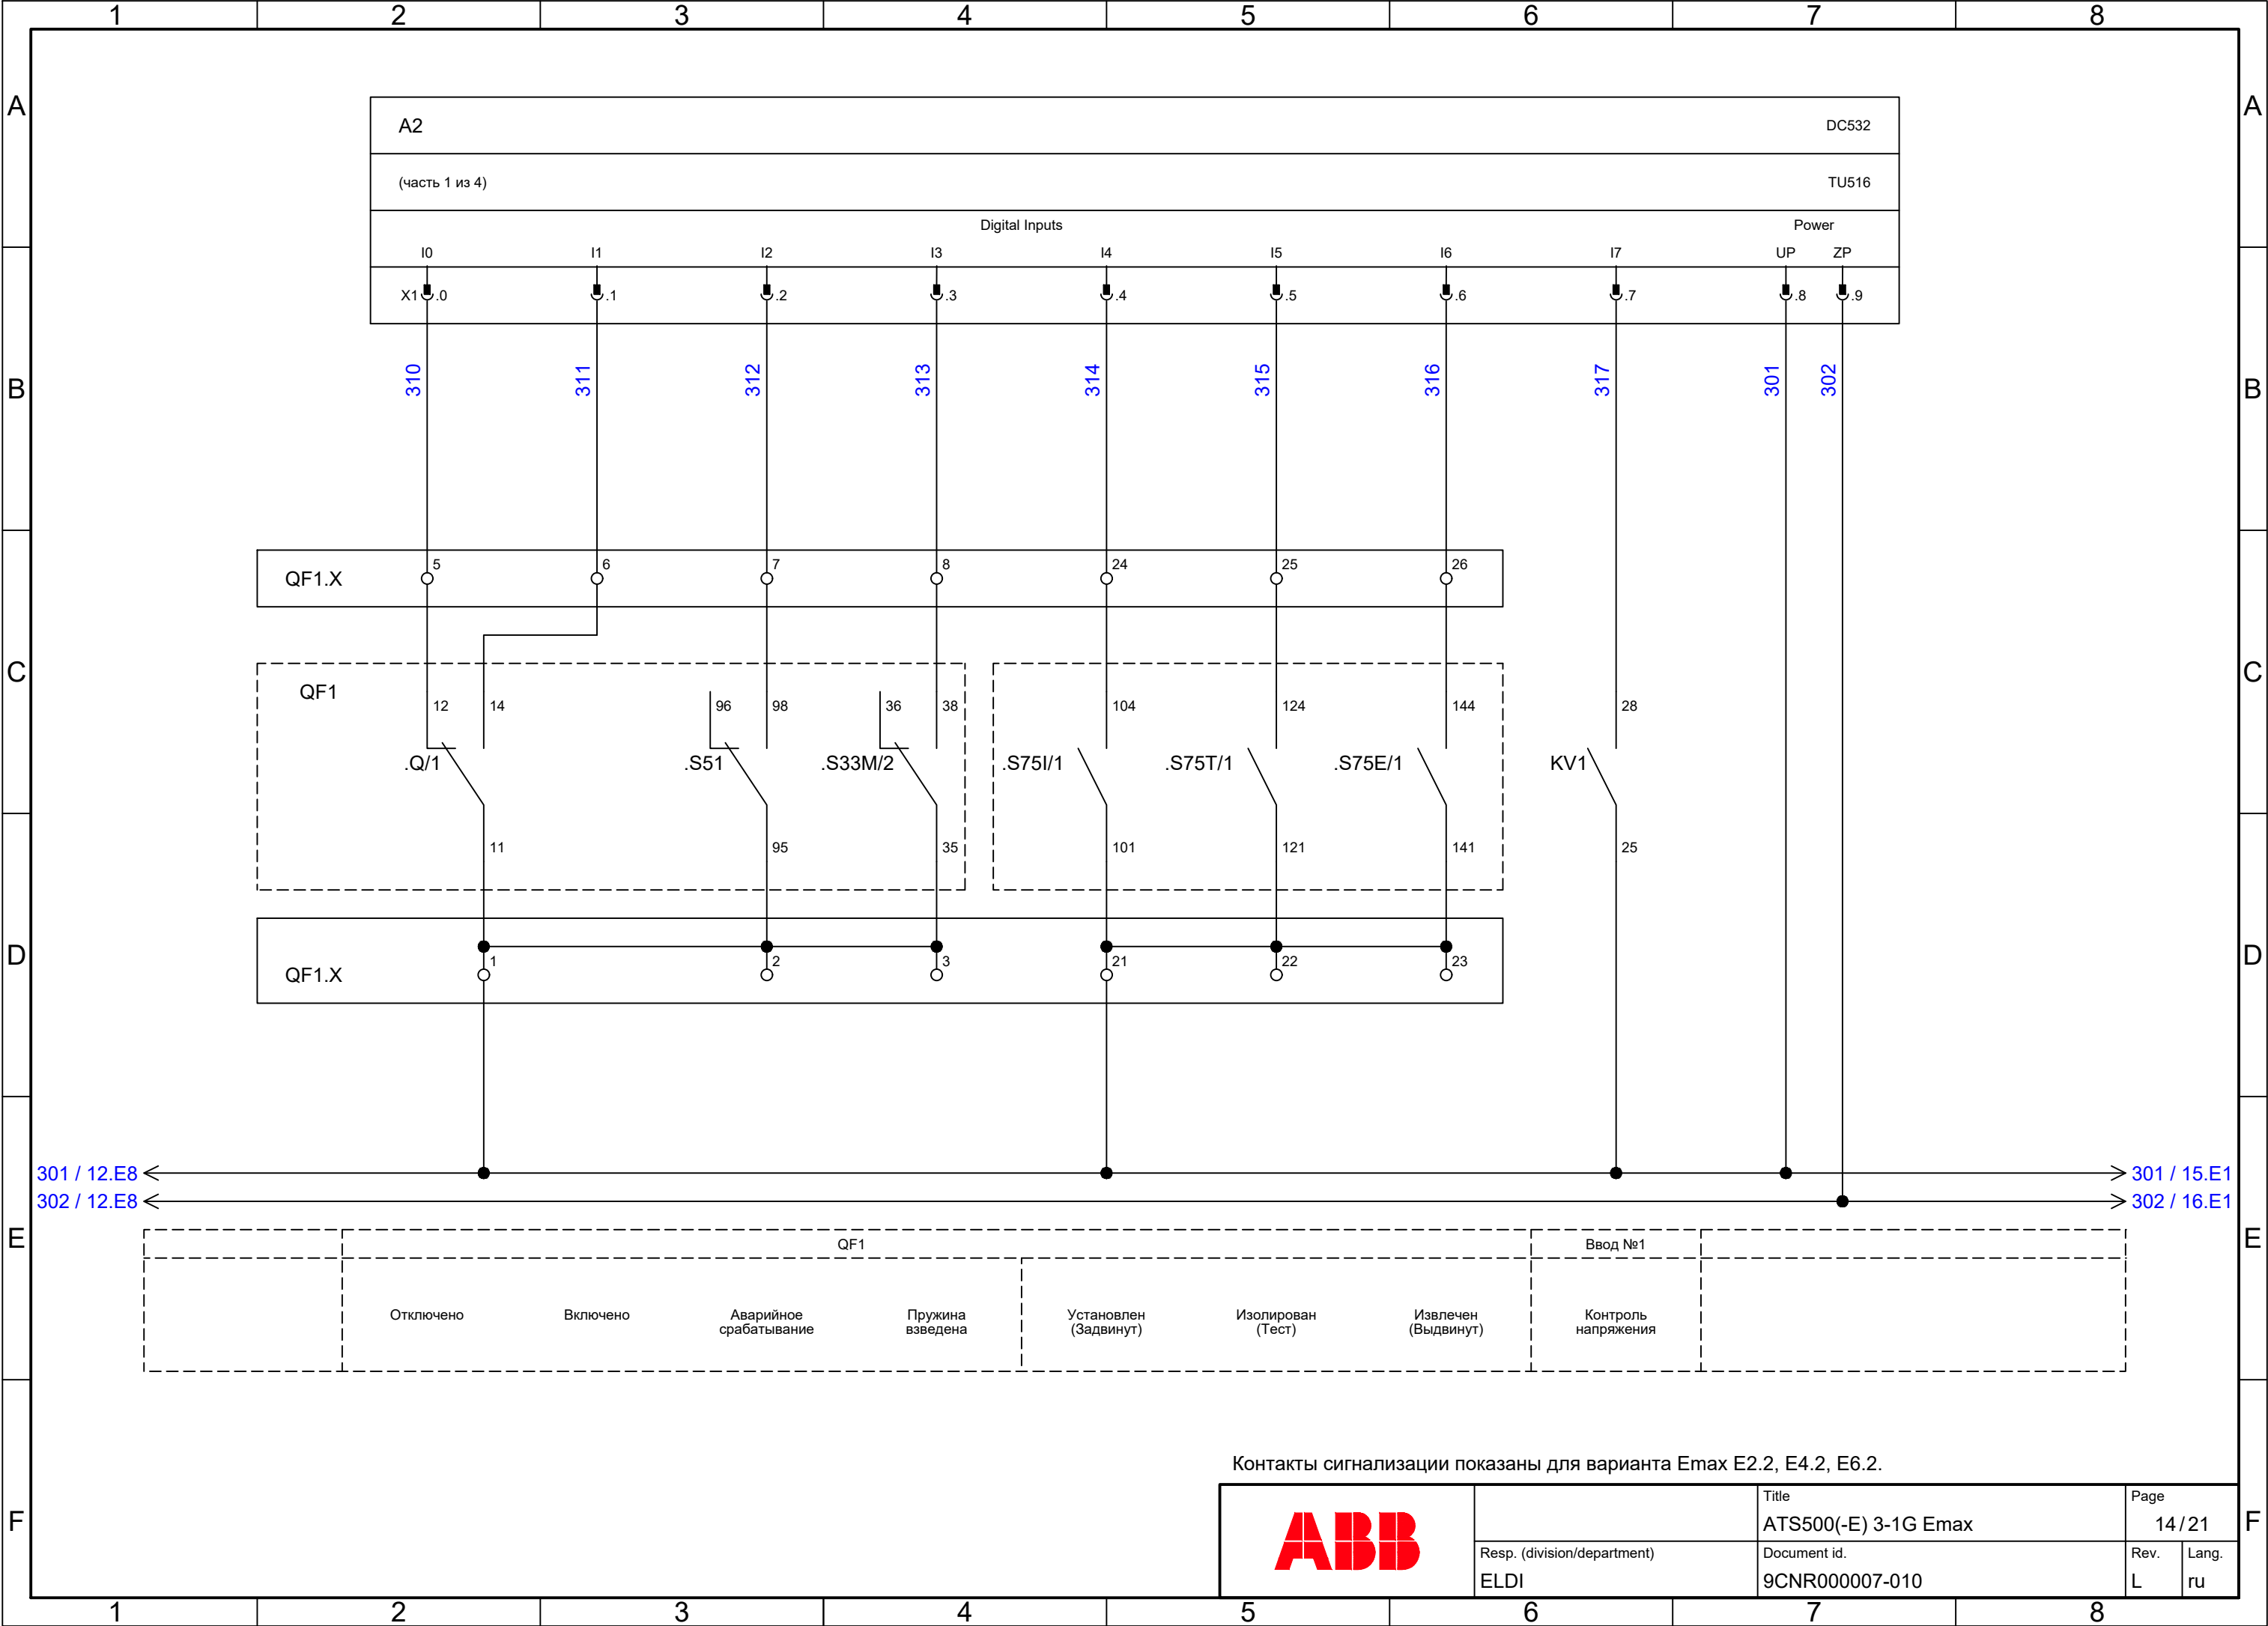 1 2 3 4 5 6 7 8
A A
A2 DC532
(часть 1 из 4) TU516
Digital Inputs Power
I0 I1 I2 I3 I4 I5 I6 I7 UP ZP
X1 .0 .1 .2 .3 .4 .5 .6 .7 .8 .9
310 311 312 313 314 315 316 317 301 302
B B
QF1.X 5 6 7 8 24 25 26
C C
QF1
12 14 96 98 36 38 104 124 144 28
.Q/1 .S51 .S33M/2 .S75I/1 .S75T/1 .S75E/1 KV1
11 95 35 101 121 141 25
D D
QF1.X 1 2 3 21 22 23
301 / 12.E8 301 / 15.E1
302 / 12.E8 302 / 16.E1
E E
QF1 Ввод №1
Отключено
Включено
Аварийное
срабатывание
Пружина
взведена
Установлен
(Задвинут)
Изолирован
(Тест)
Извлечен
(Выдвинут)
Контроль
напряжения
Контакты сигнализации показаны для варианта Emax E2.2, E4.2, E6.2.
F F
ABB
Title
ATS500(-E) 3-1G Emax
Page
14/21
Resp. (division/department)
ELDI
Document id.
9CNR000007-010
Rev.
L
Lang.
ru
1 2 3 4 5 6 7 8